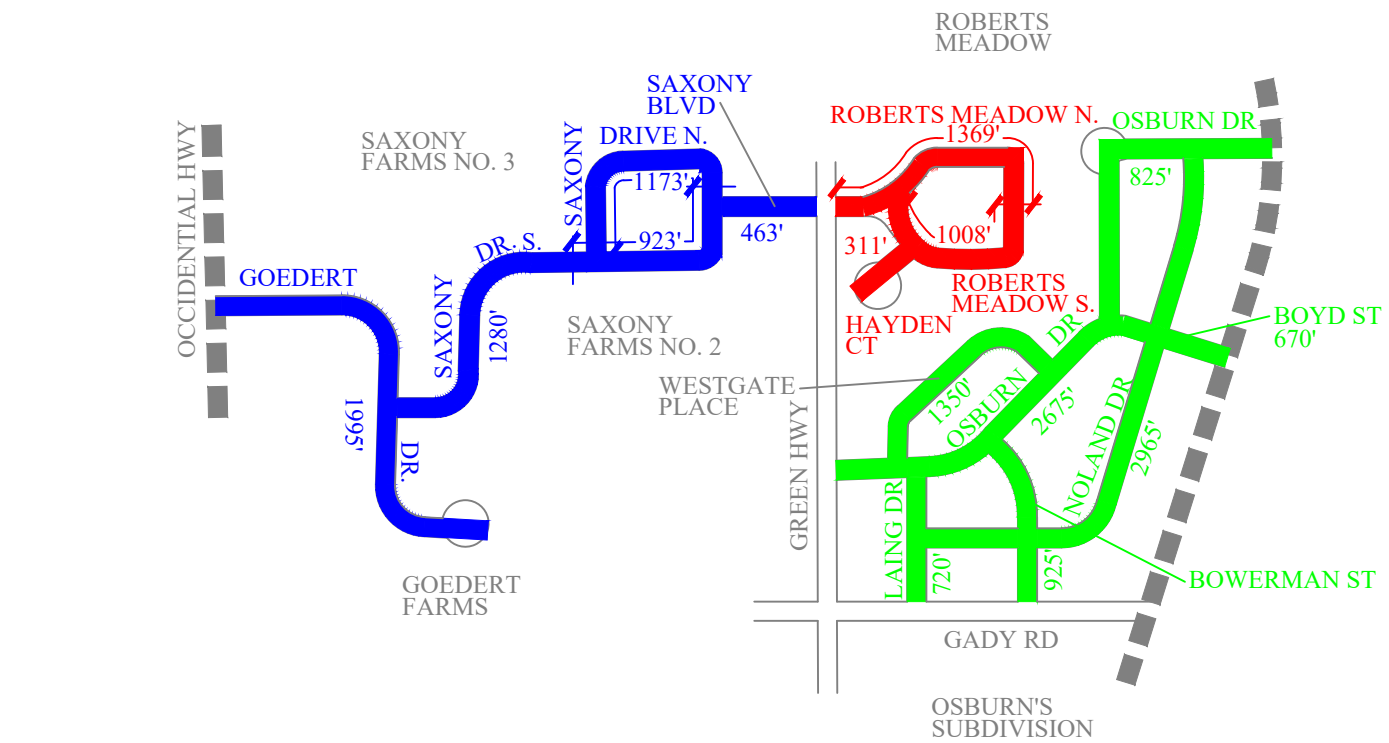 ROBERTS
MEADOW
SAXONY
BLVD
ROBERTS MEADOW N.
1369'
OSBURN DR.
825'
OCCIDENTIAL HWY
SAXONY
FARMS NO. 3
SAXONY
DRIVE N.
1173'
923'
463'
311'
1008'
ROBERTS
MEADOW S.
HAYDEN
CT
GOEDERT
DR.
1995'
SAXONY
DR. S.
1280'
SAXONY
FARMS NO. 2
WESTGATE
PLACE
1350'
OSBURN
DR
2675'
BOYD ST
670'
NOLAND DR
2965'
GREEN HWY
LAING DR
720'
925'
BOWERMAN ST
GOEDERT
FARMS
GADY RD
OSBURN'S
SUBDIVISION